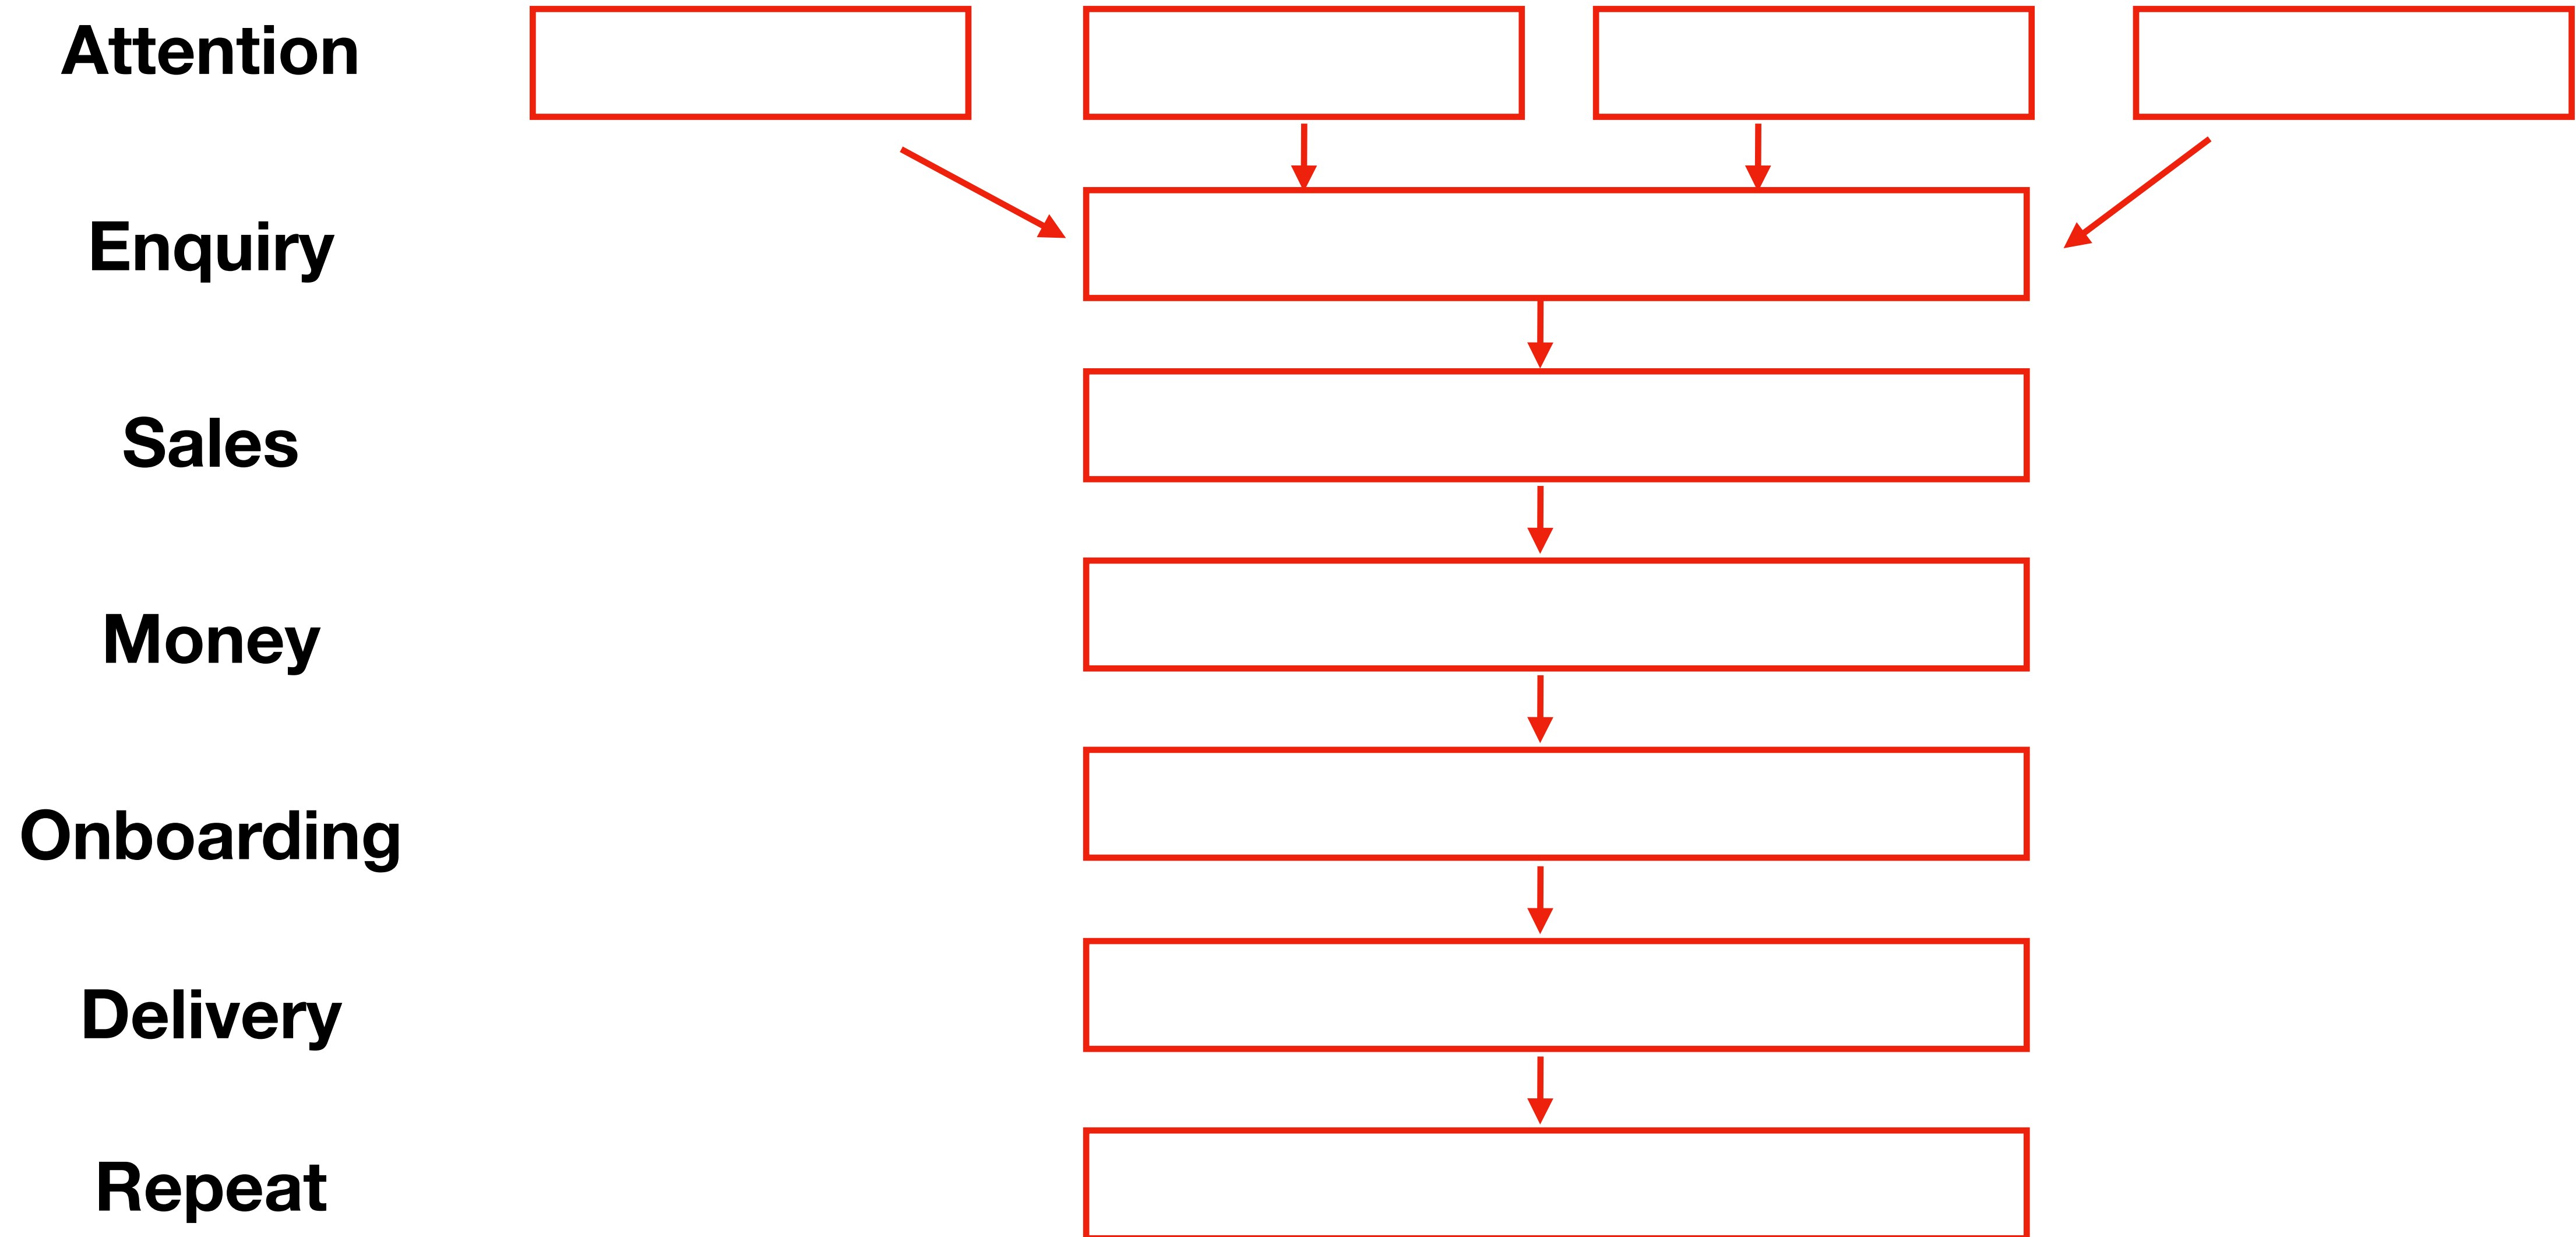 Attention
Enquiry
Sales
Money
Onboarding
Delivery
Repeat